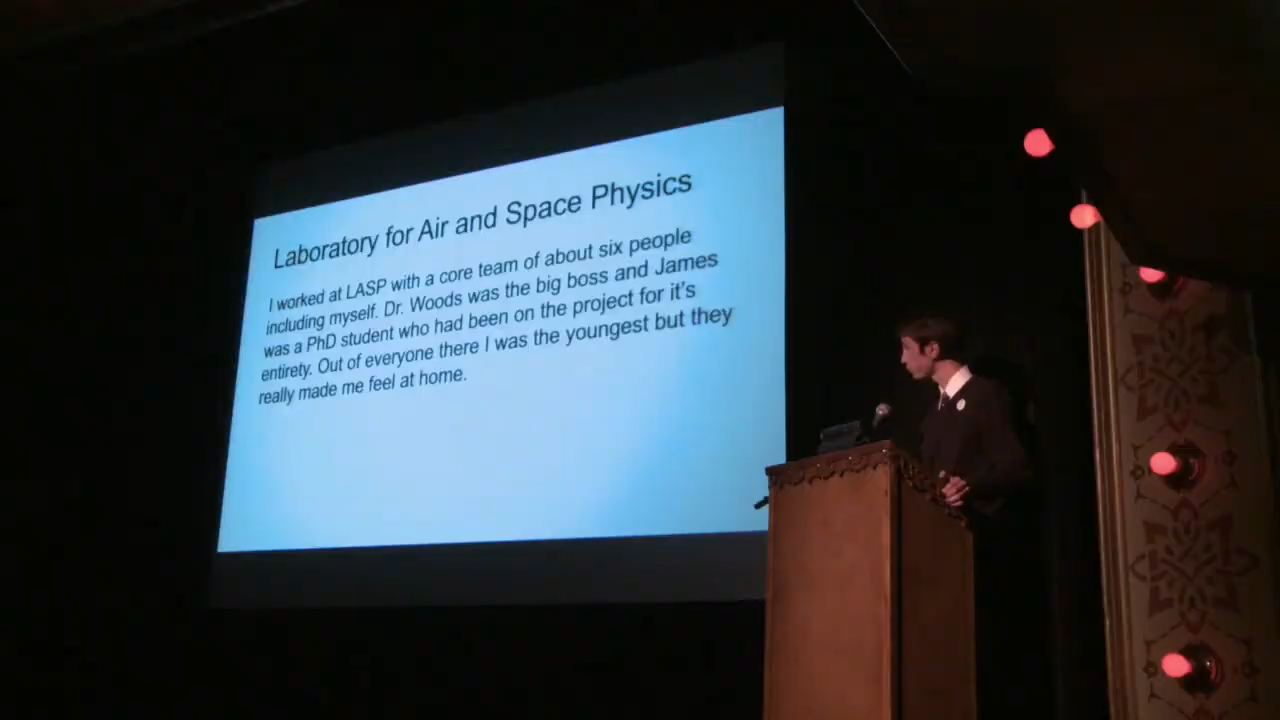 Laboratory for Air and Space Physics
I worked at LASP with a core team of about six people
including myself. Dr. Woods was the big boss and James
was a PhD student who had been on the project for it's
entirety. Out of everyone there I was the youngest but they
really made me feel at home.